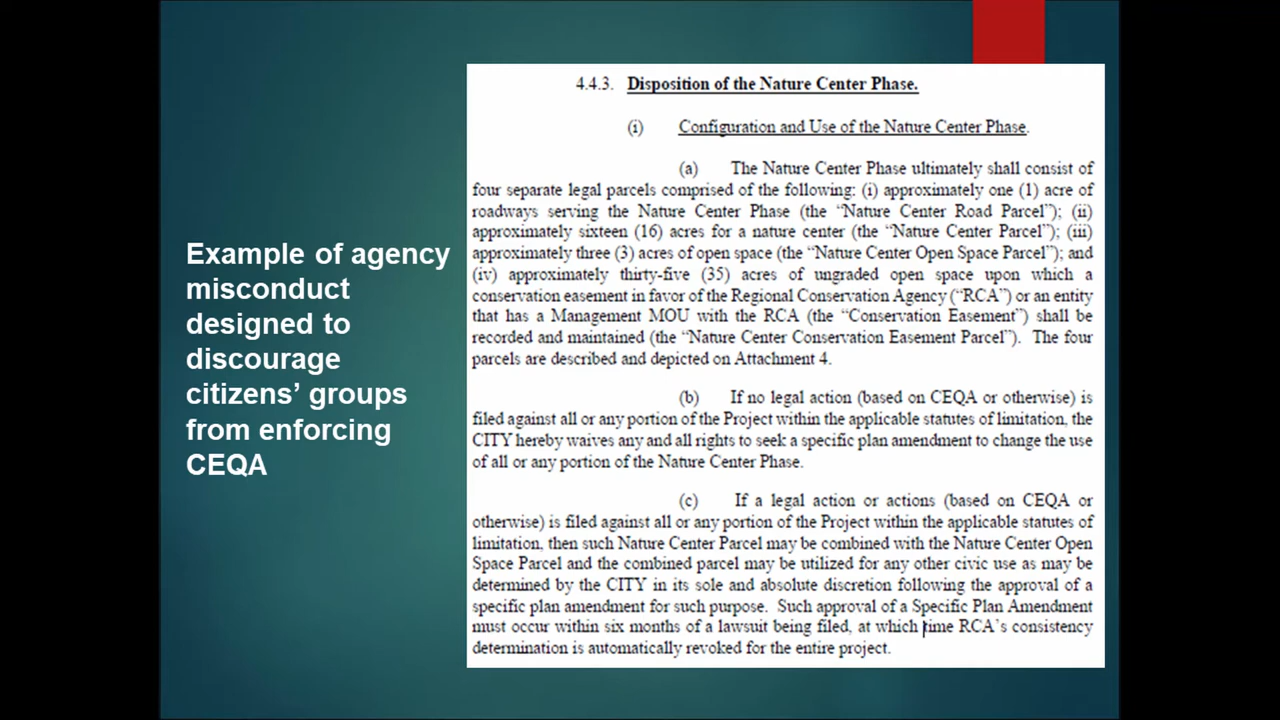 Example of agency
misconduct
designed to
discourage
citizens’ groups
from enforcing
CEQA
4.4.3. Disposition of the Nature Center Phase.
(i) Configuration and Use of the Nature Center Phase.
(a) The Nature Center Phase ultimately shall consist of
four separate legal parcels comprised of the following: (i) approximately one (1) acre of
roadways serving the Nature Center Phase (the “Nature Center Road Parcel”); (ii)
approximately sixteen (16) acres for a nature center (the “Nature Center Parcel”); (iii)
approximately three (3) acres of open space (the “Nature Center Open Space Parcel”); and
(iv) approximately thirty-five (35) acres of ungraded open space upon which a
conservation easement in favor of the Regional Conservation Agency (“RCA”) or an entity
that has a Management MOU with the RCA (the “Conservation Easement”) shall be
recorded and maintained (the “Nature Center Conservation Easement Parcel”). The four
parcels are described and depicted on Attachment 4.
(b) If no legal action (based on CEQA or otherwise) is
filed against all or any portion of the Project within the applicable statutes of limitation, the
CITY hereby waives any and all rights to seek a specific plan amendment to change the use
of all or any portion of the Nature Center Phase.
(c) If a legal action or actions (based on CEQA or
otherwise) is filed against all or any portion of the Project within the applicable statutes of
limitation, then such Nature Center Parcel may be combined with the Nature Center Open
Space Parcel and the combined parcel may be utilized for any other civic use as may be
determined by the CITY in its sole and absolute discretion following the approval of a
specific plan amendment for such purpose. Such approval of a Specific Plan Amendment
must occur within six months of a lawsuit being filed, at which time RCA’s consistency
determination is automatically revoked for the entire project.